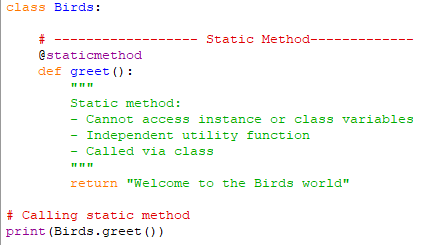 class Birds:
# ------------------ Static Method-------------
@staticmethod
def greet():
"""
Static method:
- Cannot access instance or class variables
- Independent utility function
- Called via class
"""
return "Welcome to the Birds world"
# Calling static method
print(Birds.greet())